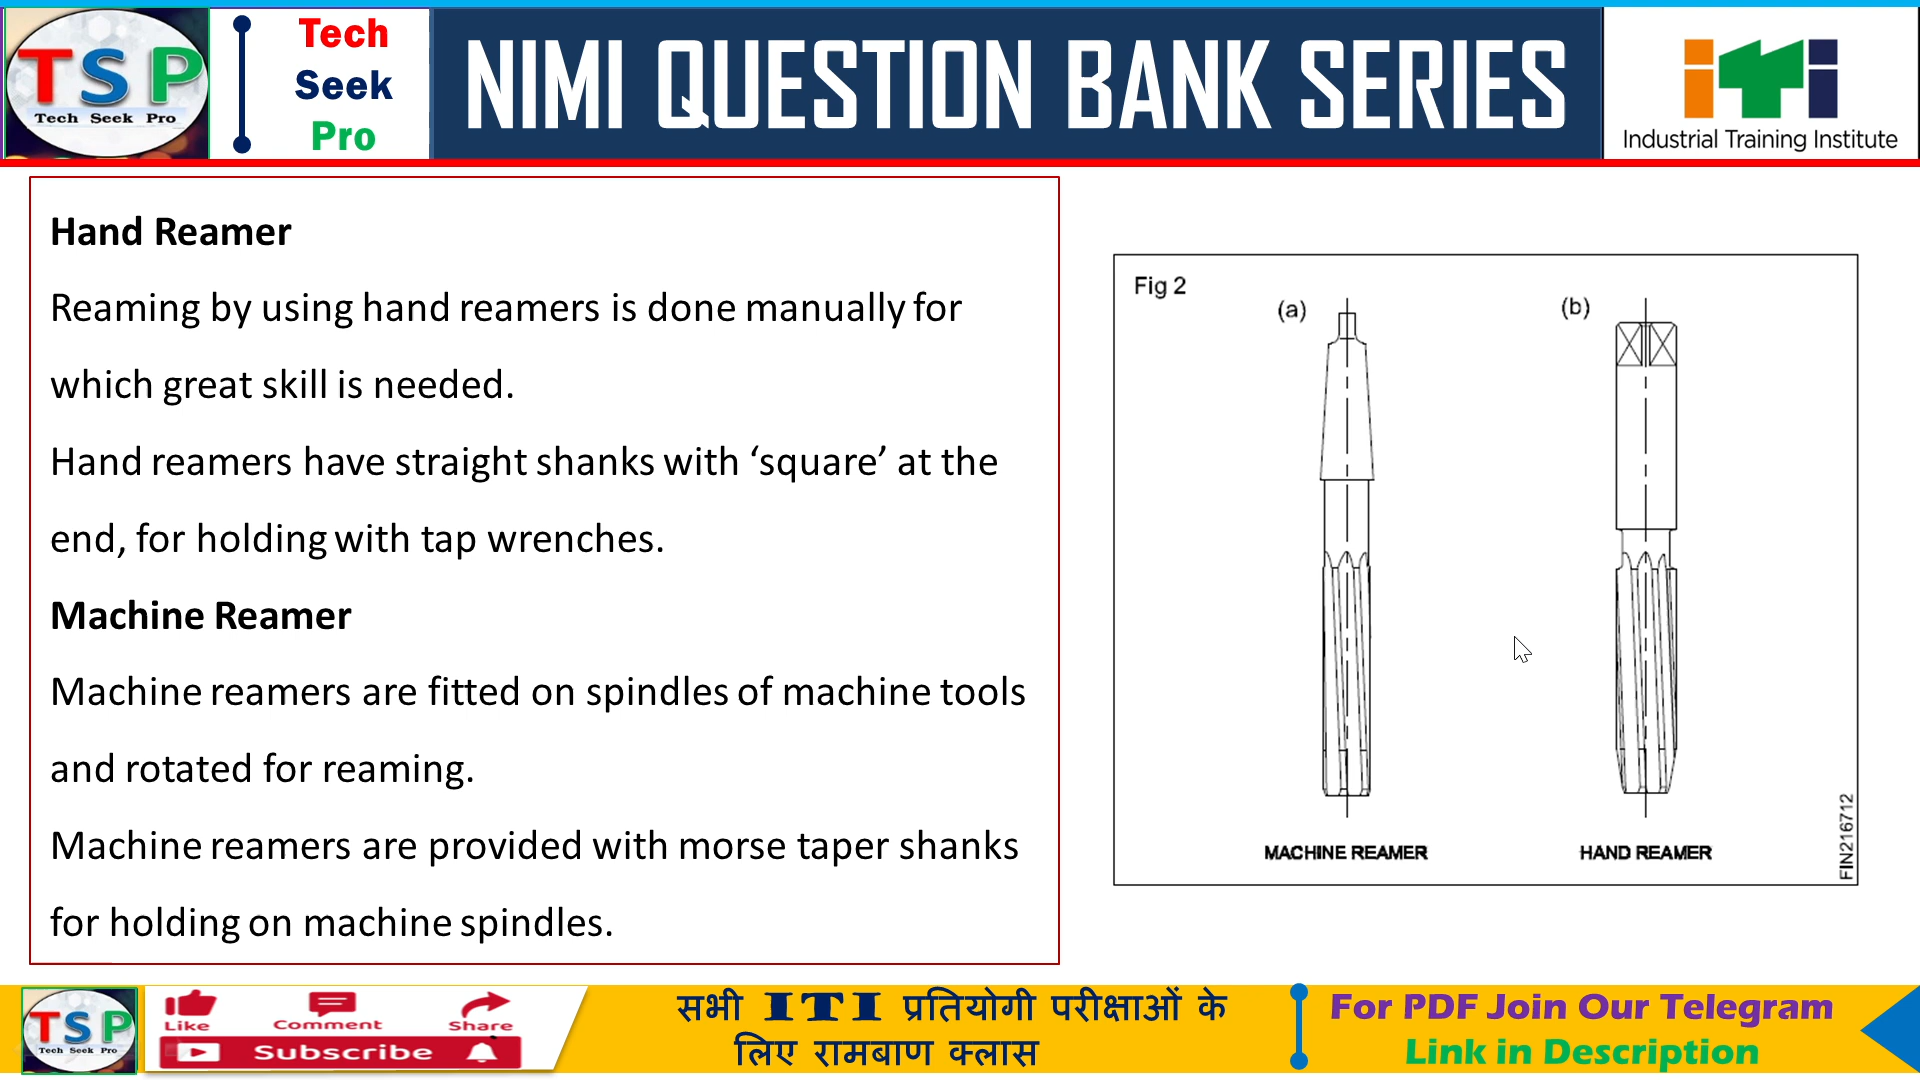 TSP
Tech Seek Pro
Tech
Seek
Pro
NIMI QUESTION BANK SERIES
iTi
Industrial Training Institute
Hand Reamer
Reaming by using hand reamers is done manually for
which great skill is needed.
Hand reamers have straight shanks with ‘square’ at the
end, for holding with tap wrenches.
Machine Reamer
Machine reamers are fitted on spindles of machine tools
and rotated for reaming.
Machine reamers are provided with morse taper shanks
for holding on machine spindles.
Fig 2
(a)
(b)
MACHINE REAMER
HAND REAMER
FIN216712
TSP
Tech Seek Pro
Like
Comment
Share
Subscribe
सभी ITI प्रतियोगी परीक्षाओं के
लिए रामबाण क्लास
For PDF Join Our Telegram
Link in Description